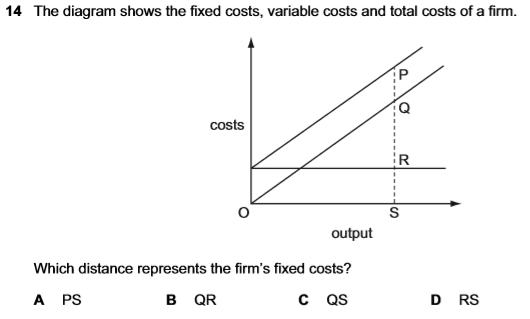 14 The diagram shows the fixed costs, variable costs and total costs of a firm.
P
Q
costs
R
O
S
output
Which distance represents the firm's fixed costs?
A PS B QR C QS D RS